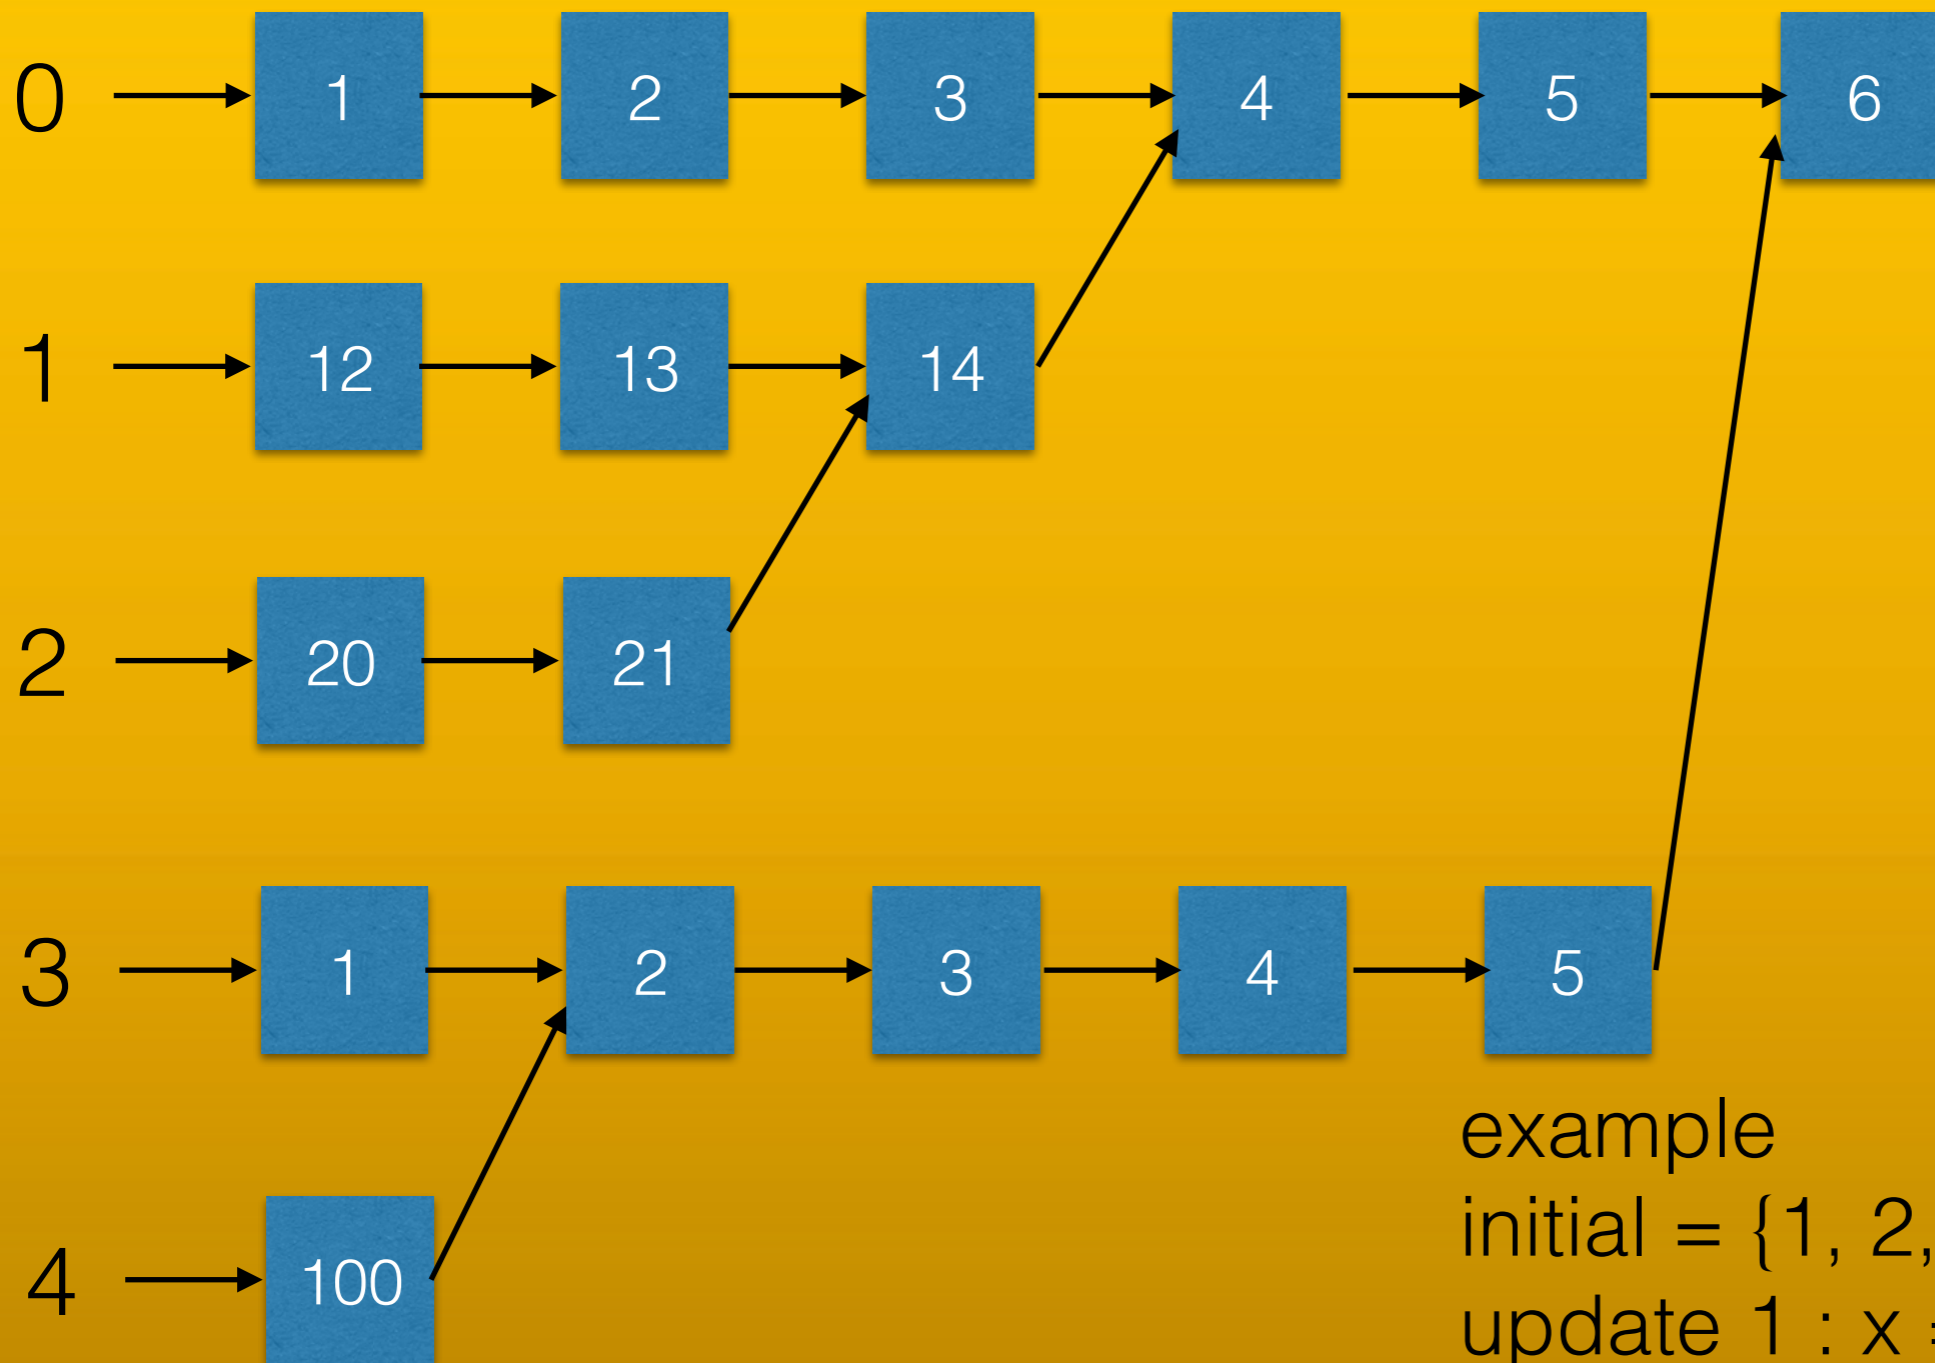 0 1 2 3 4 5 6
1 12 13 14
2 20 21
3 1 2 3 4 5
4 100
example
initial = {1, 2,
update 1 : x =